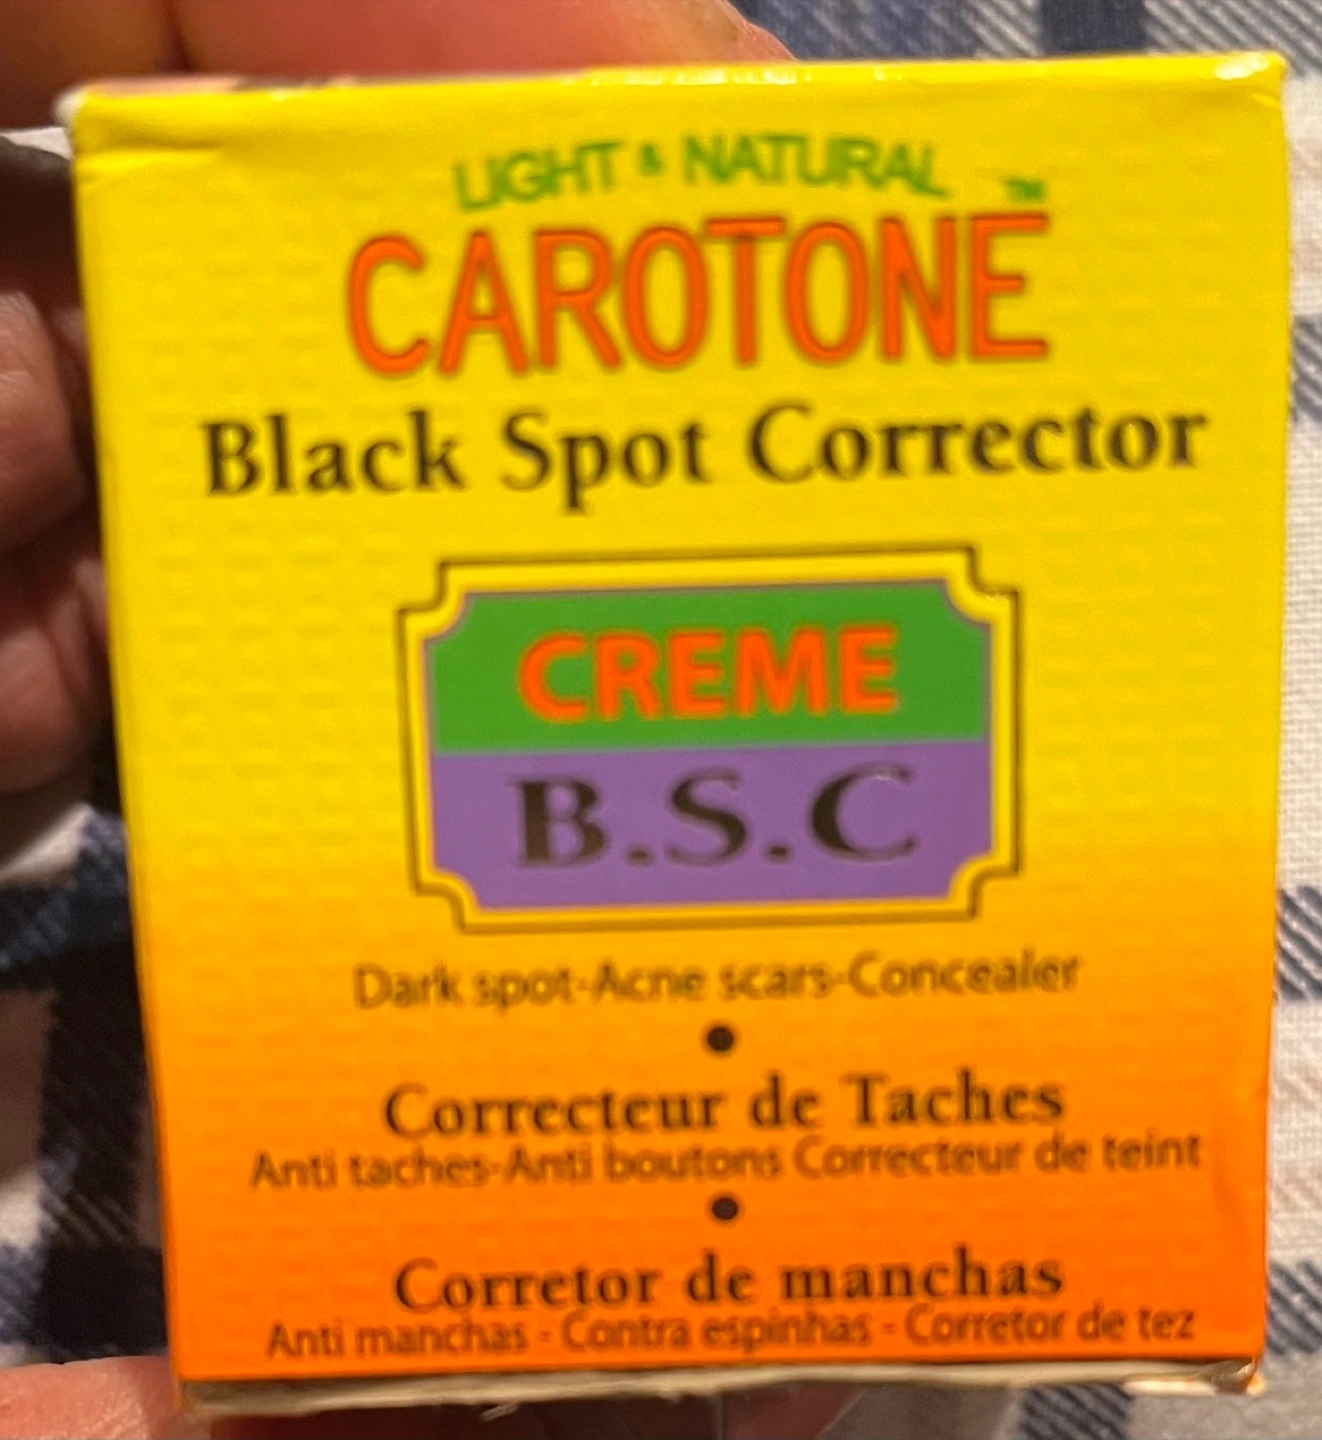 LIGHT & NATURAL
CAROTONE™
Black Spot Corrector
CREME
B.S.C
Dark spot-Acne scars-Concealer
•
Correcteur de Taches
Anti taches-Anti boutons Correcteur de teint
•
Corretor de manchas
Anti manchas - Contra espinhas - Corretor de tez